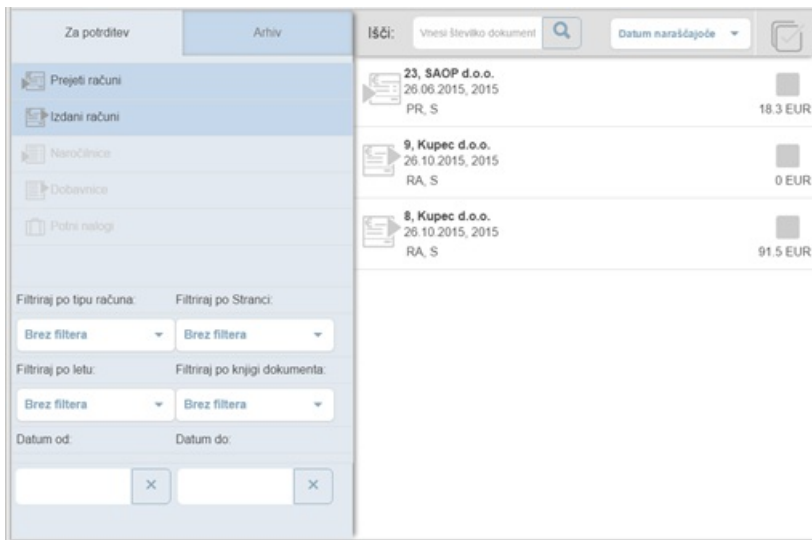 Za potrditev
Arhiv
Išči:
Vnesi številko dokument
Datum naraščajoče
Prejeti računi
Izdani računi
Naročilnice
Dobavnice
Potni nalogi
23, SAOP d.o.o.
26.06.2015, 2015
PR, S
18.3 EUR
9, Kupec d.o.o.
26.10.2015, 2015
RA, S
0 EUR
8, Kupec d.o.o.
26.10.2015, 2015
RA, S
91.5 EUR
Filtriraj po tipu računa:
Filtriraj po Stranci:
Brez filtera
Brez filtera
Filtriraj po letu:
Filtriraj po knjigi dokumenta:
Brez filtera
Brez filtera
Datum od:
Datum do: